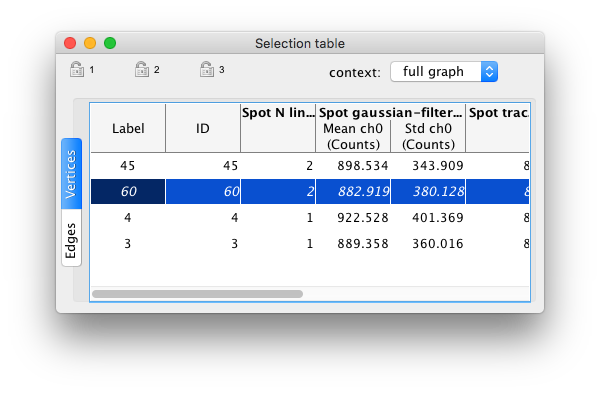 Selection table
1 2 3 context: full graph
Spot N lin... Spot gaussian-filter... Spot trac
Label ID Mean ch0 Std ch0
(Counts) (Counts)
45 45 2 898.534 343.909 8
60 60 2 882.919 380.128 8
4 4 1 922.528 401.369 8
3 3 1 889.358 360.016 8
Vertices
Edges